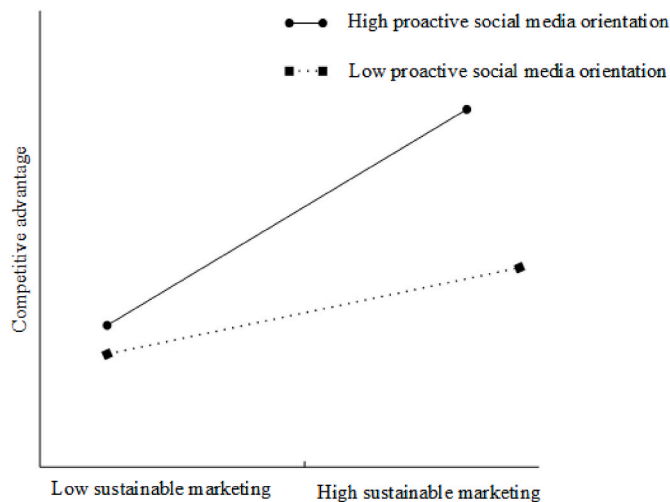 High proactive social media orientation
Low proactive social media orientation
Competitive advantage
Low sustainable marketing
High sustainable marketing